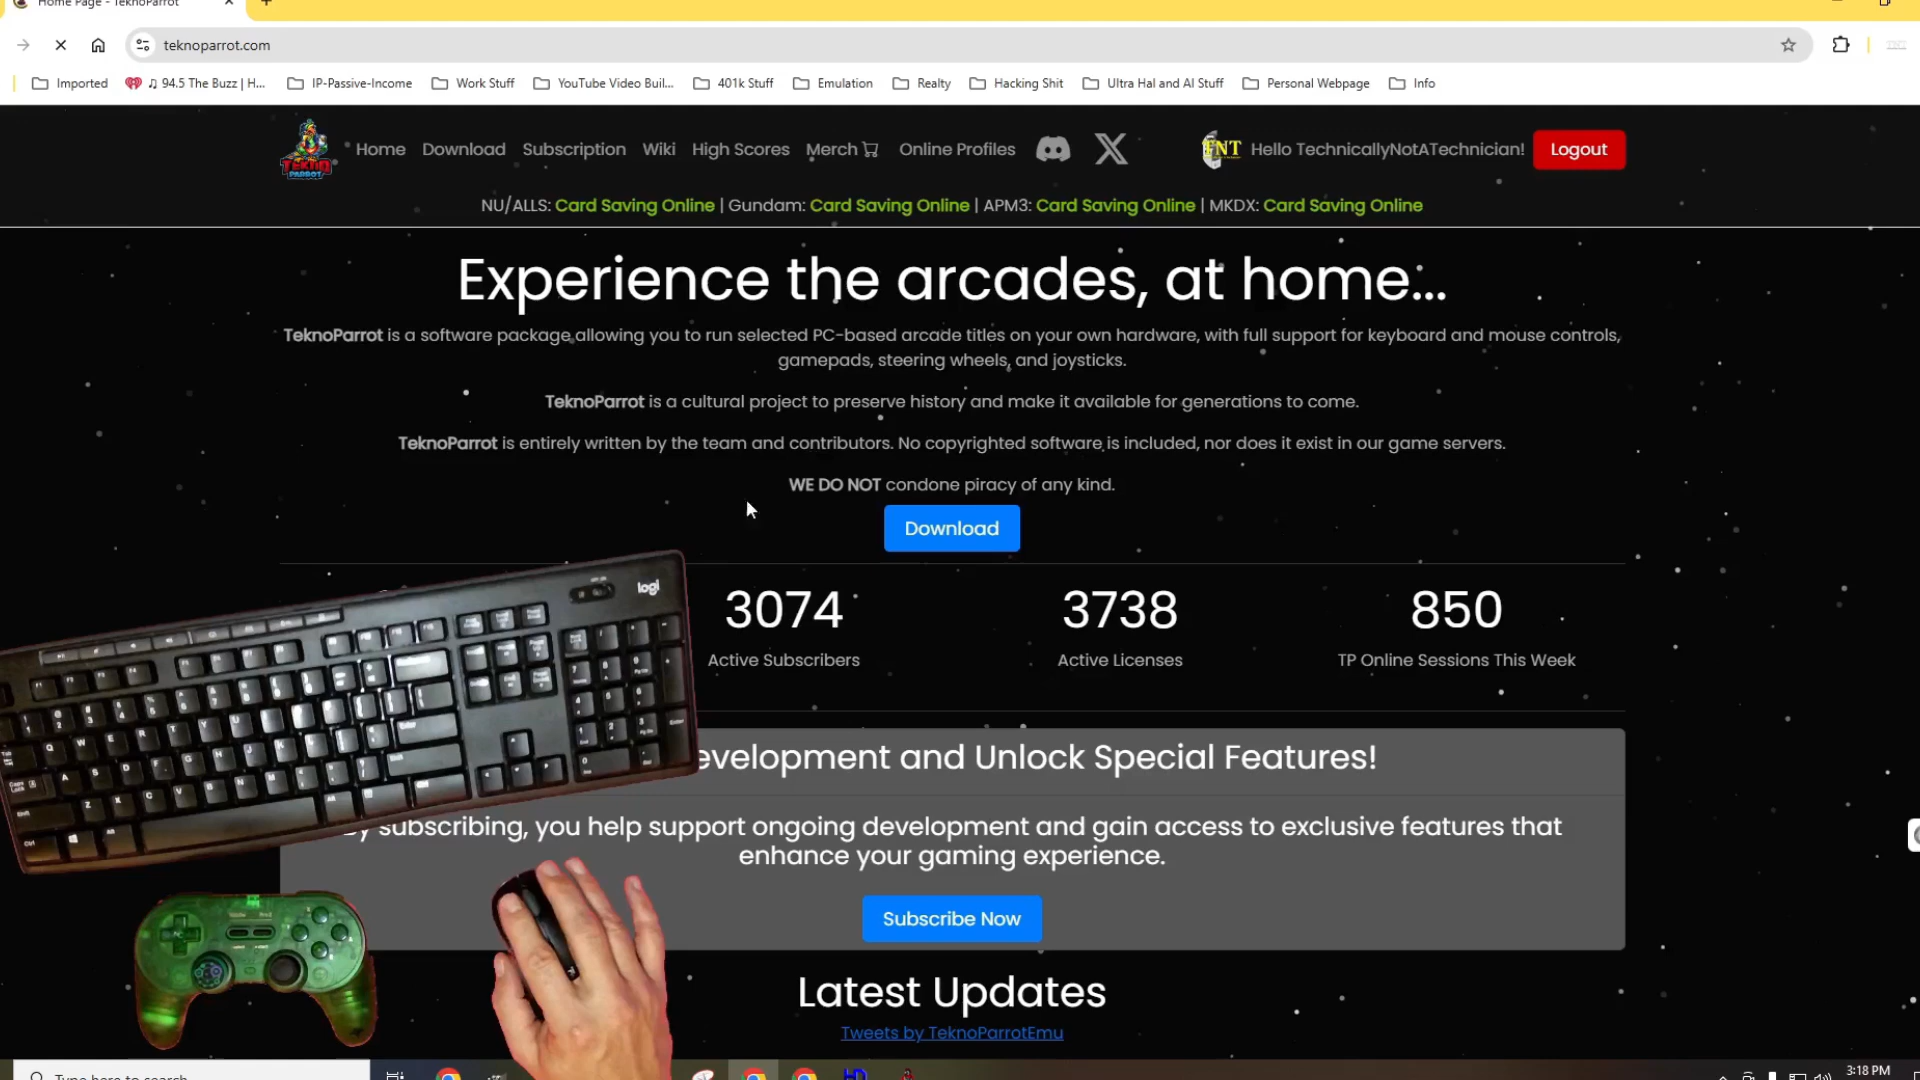 Home Page - TeknoParrot
teknoparrot.com
Imported
♫ 94.5 The Buzz | H...
IP-Passive-Income
Work Stuff
YouTube Video Buil...
401k Stuff
Emulation
Realty
Hacking Shit
Ultra Hal and AI Stuff
Personal Webpage
Info
TEKNO PARROT
Home
Download
Subscription
Wiki
High Scores
Merch
Online Profiles
TNT
Hello TechnicallyNotATechnician!
Logout
NU/ALLS: Card Saving Online | Gundam: Card Saving Online | APM3: Card Saving Online | MKDX: Card Saving Online
Experience the arcades, at home...
TeknoParrot is a software package allowing you to run selected PC-based arcade titles on your own hardware, with full support for keyboard and mouse controls,
gamepads, steering wheels, and joysticks.
TeknoParrot is a cultural project to preserve history and make it available for generations to come.
TeknoParrot is entirely written by the team and contributors. No copyrighted software is included, nor does it exist in our game servers.
WE DO NOT condone piracy of any kind.
Download
3074
Active Subscribers
3738
Active Licenses
850
TP Online Sessions This Week
logi
evelopment and Unlock Special Features!
By subscribing, you help support ongoing development and gain access to exclusive features that
enhance your gaming experience.
Subscribe Now
Latest Updates
Tweets by TeknoParrotEmu
Type here to search
3:18 PM